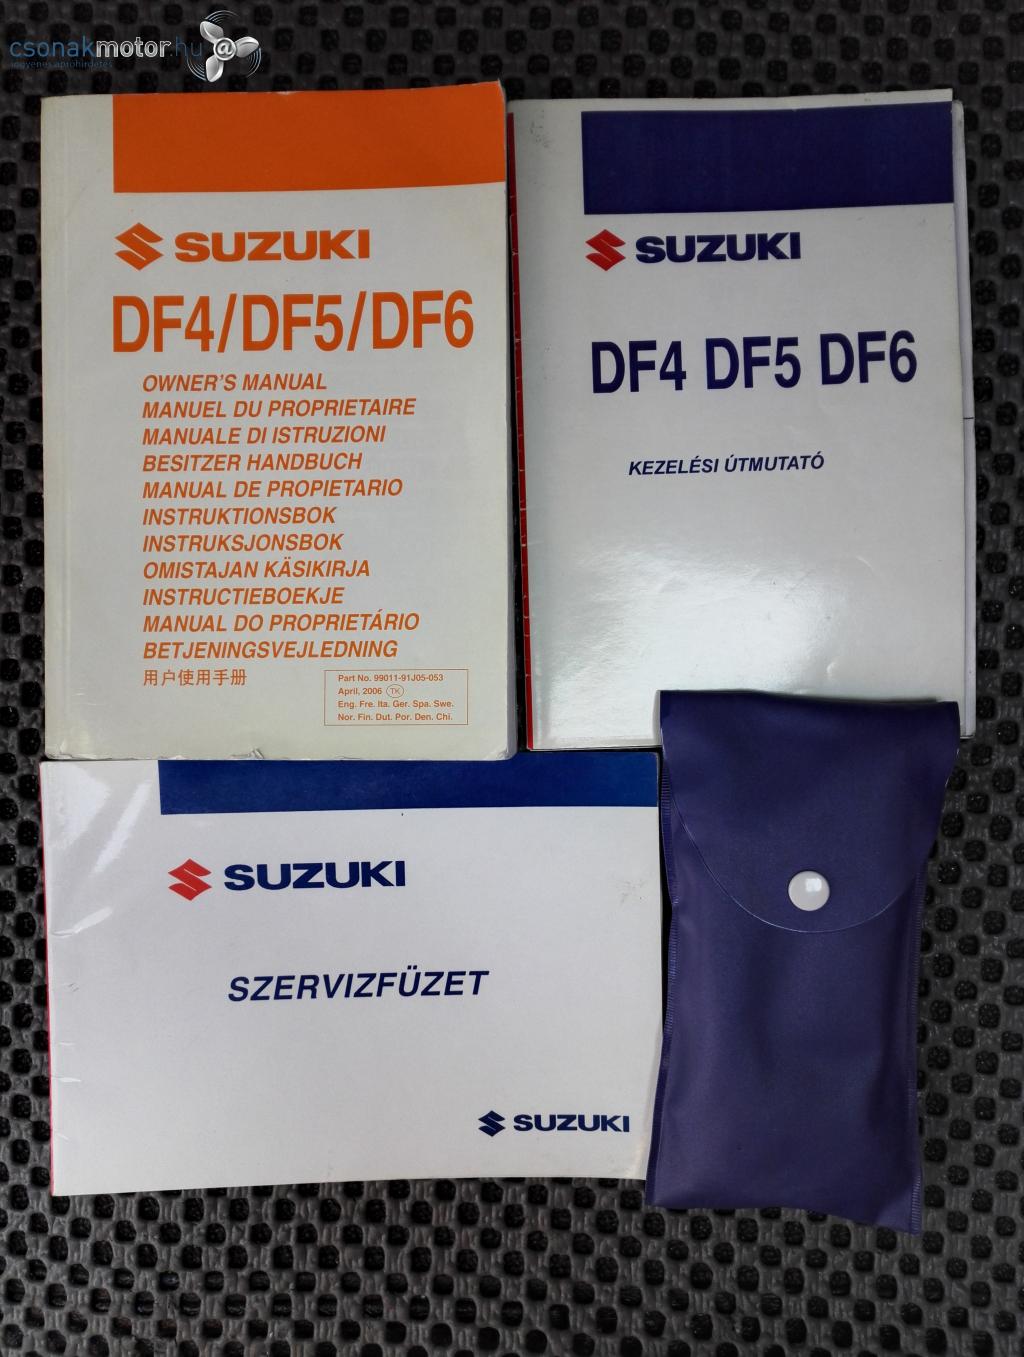 csonakmotor.hu
ingyenes apróhirdetés
SUZUKI
DF4/DF5/DF6
OWNER'S MANUAL
MANUEL DU PROPRIETAIRE
MANUALE DI ISTRUZIONI
BESITZER HANDBUCH
MANUAL DE PROPIETARIO
INSTRUKTIONSBOK
INSTRUKSJONSBOK
OMISTAJAN KÄSIKIRJA
INSTRUCTIEBOEKJE
MANUAL DO PROPRIETÁRIO
BETJENINGSVEJLEDNING
用户使用手册
Part No. 99011-91J05-053
April, 2006 TK
Eng. Fre. Ita. Ger. Spa. Swe.
Nor. Fin. Dut. Por. Den. Chi.
SUZUKI
DF4 DF5 DF6
KEZELÉSI ÚTMUTATÓ
SUZUKI
SZERVIZFÜZET
SUZUKI